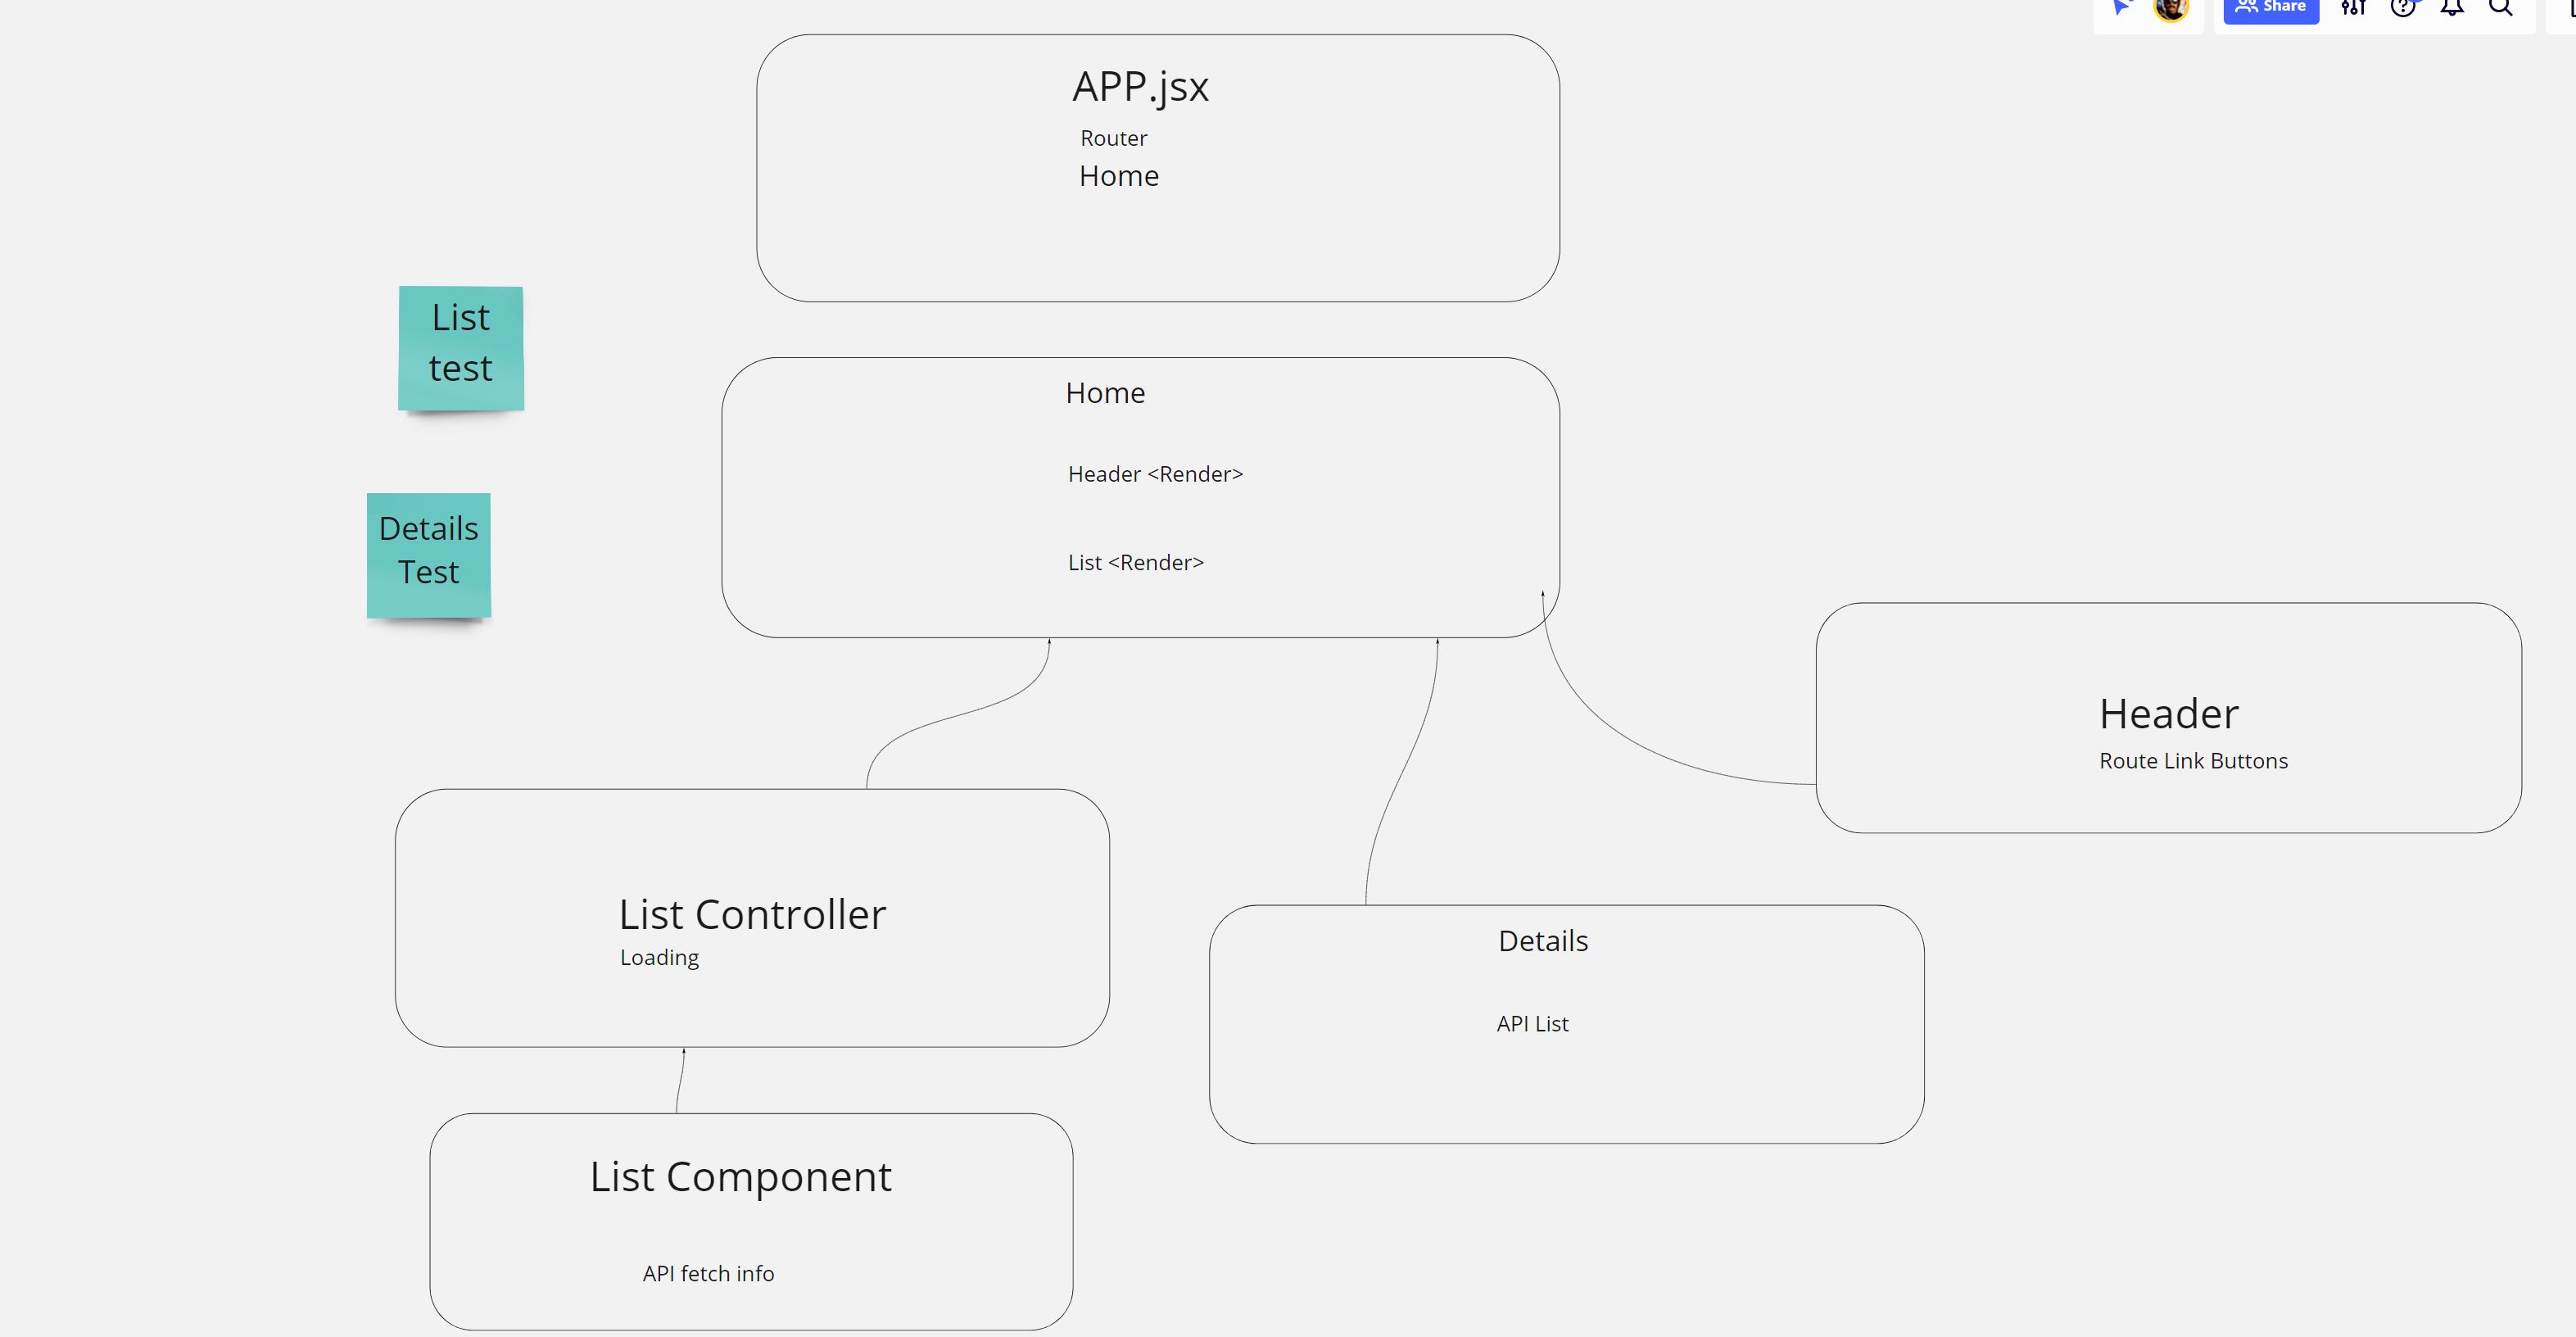 Share
APP.jsx
Router
Home
List
test
Home
Header <Render>
List <Render>
Details
Test
Header
Route Link Buttons
List Controller
Loading
Details
API List
List Component
API fetch info